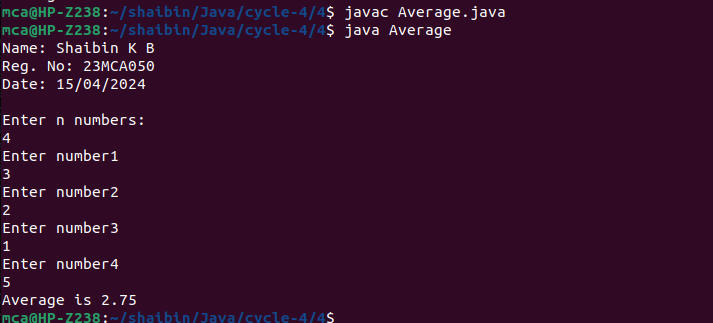 mca@HP-Z238:~/shaibin/Java/cycle-4/4$ javac Average.java
mca@HP-Z238:~/shaibin/Java/cycle-4/4$ java Average
Name: Shaibin K B
Reg. No: 23MCA050
Date: 15/04/2024
Enter n numbers:
4
Enter number1
3
Enter number2
2
Enter number3
1
Enter number4
5
Average is 2.75
mca@HP-Z238:~/shaibin/Java/cycle-4/4$